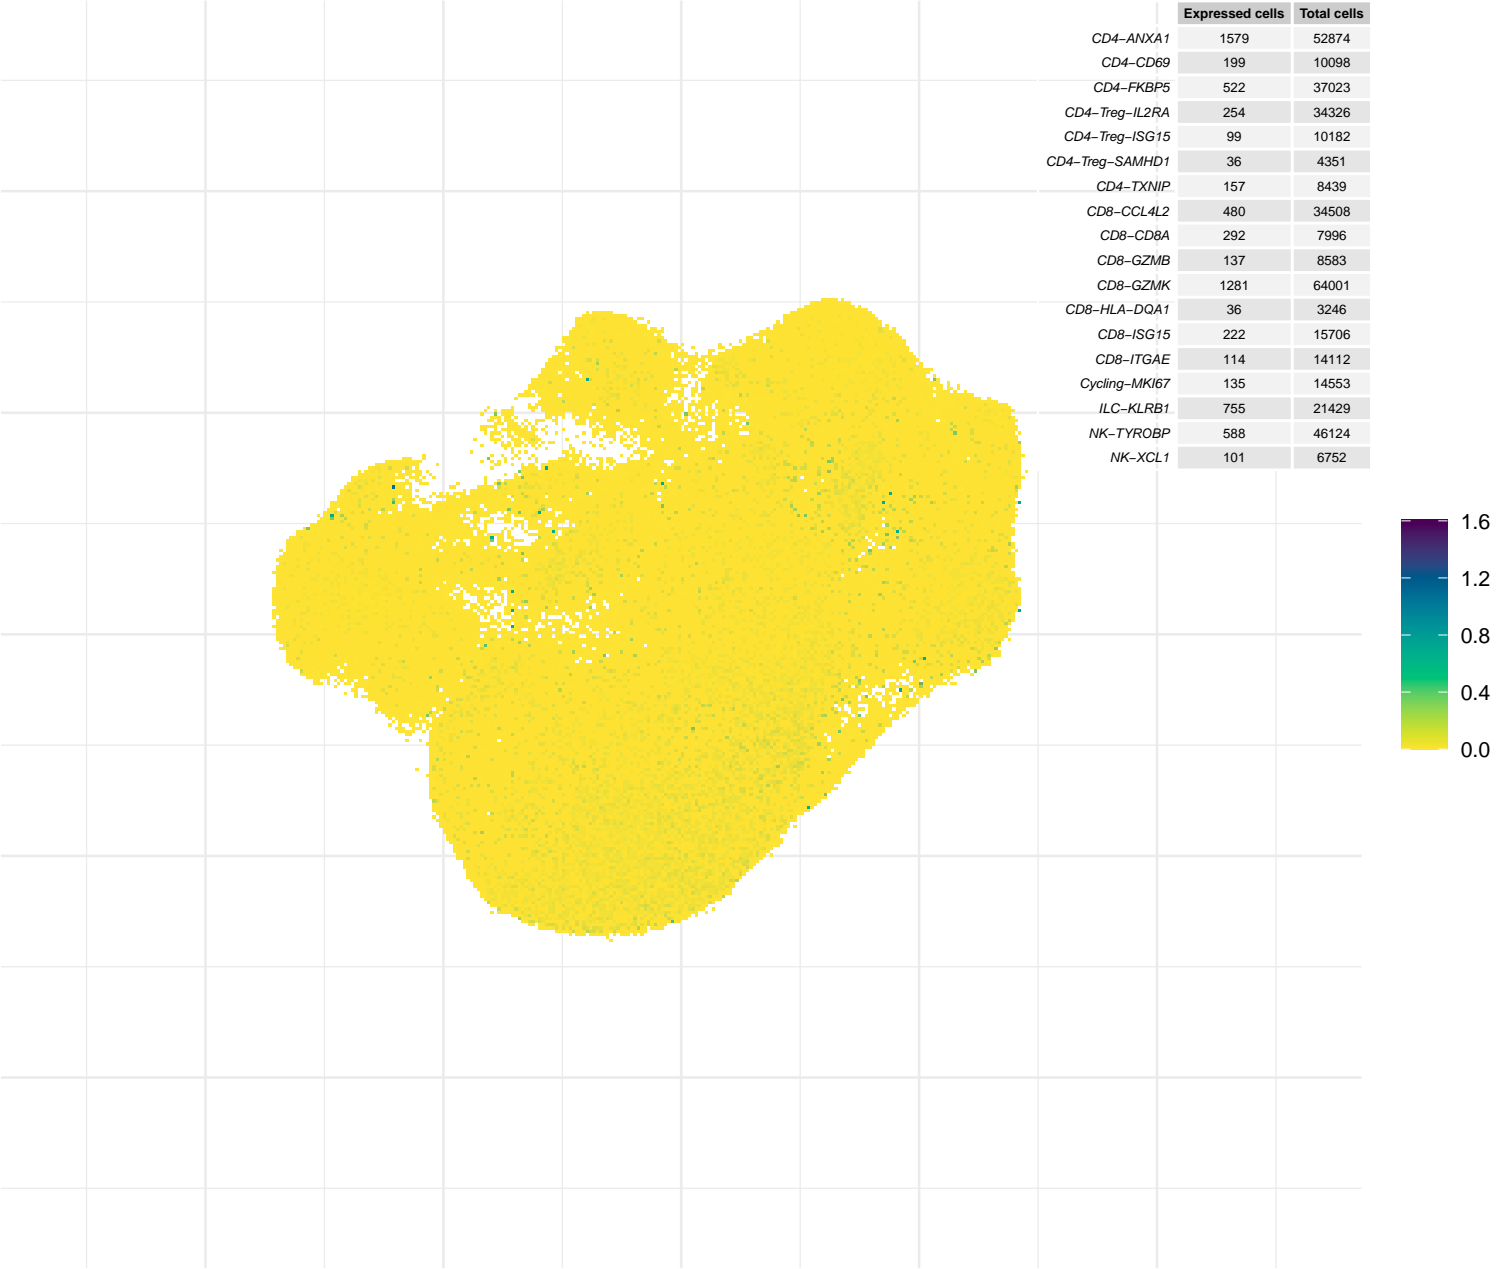 Expressed cells Total cells
CD4−ANXA1 1579 52874
CD4−CD69 199 10098
CD4−FKBP5 522 37023
CD4−Treg−IL2RA 254 34326
CD4−Treg−ISG15 99 10182
CD4−Treg−SAMHD1 36 4351
CD4−TXNIP 157 8439
CD8−CCL4L2 480 34508
CD8−CD8A 292 7996
CD8−GZMB 137 8583
CD8−GZMK 1281 64001
CD8−HLA−DQA1 36 3246
CD8−ISG15 222 15706
CD8−ITGAE 114 14112
Cycling−MKI67 135 14553
ILC−KLRB1 755 21429
NK−TYROBP 588 46124
NK−XCL1 101 6752
1.6
1.2
0.8
0.4
0.0